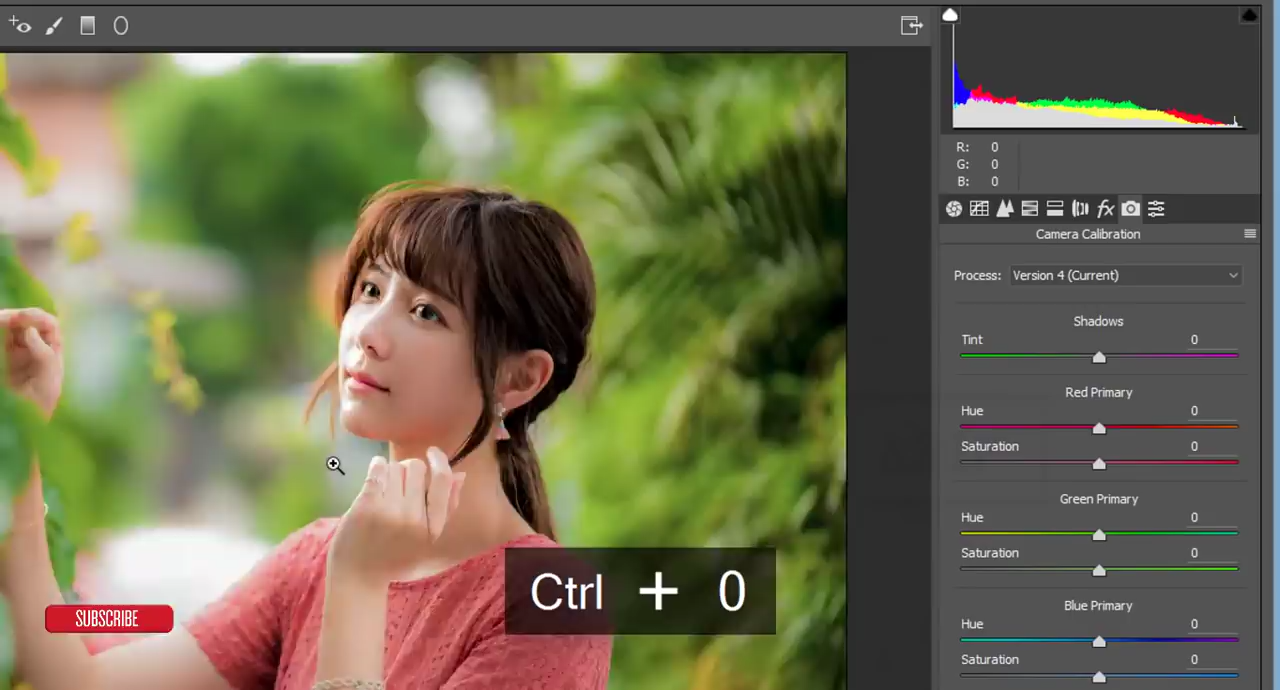 R: 0
G: 0
B: 0
fx
Camera Calibration
Process: Version 4 (Current)
Shadows
Tint 0
Red Primary
Hue 0
Saturation 0
Green Primary
Hue 0
Saturation 0
Blue Primary
Hue 0
Saturation 0
Ctrl + 0
SUBSCRIBE